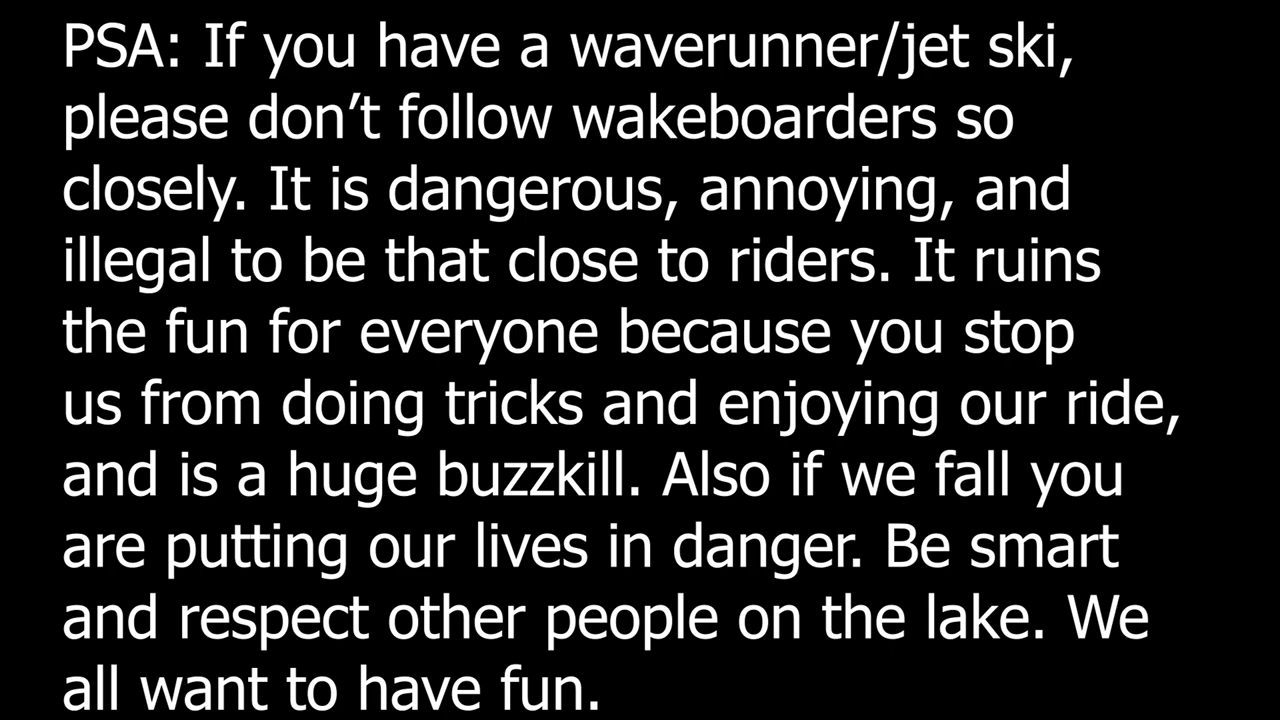 PSA: If you have a waverunner/jet ski,
please don’t follow wakeboarders so
closely. It is dangerous, annoying, and
illegal to be that close to riders. It ruins
the fun for everyone because you stop
us from doing tricks and enjoying our ride,
and is a huge buzzkill. Also if we fall you
are putting our lives in danger. Be smart
and respect other people on the lake. We
all want to have fun.